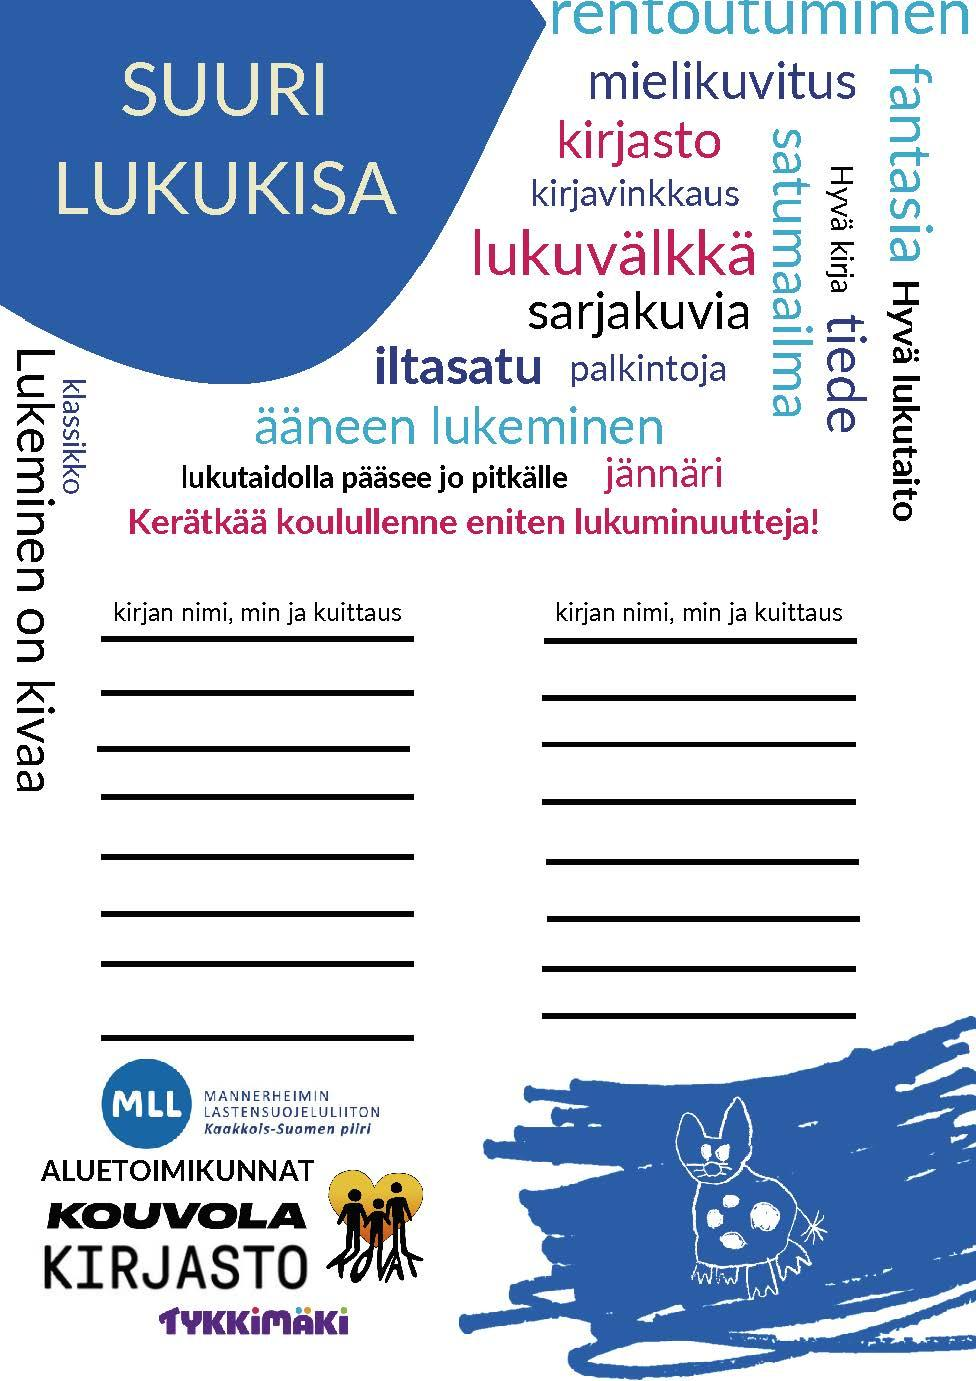 SUURI
LUKUKISA
rentoutuminen
mielikuvitus
fantasia
kirjasto
satumaailma
Hyvä kirja
kirjavinkkaus
lukuvälkkä
Hyvä lukutaito
sarjakuvia
tiede
iltasatu
palkintoja
Lukeminen on kivaa
klassikko
ääneen lukeminen
lukutaidolla pääsee jo pitkälle
jännäri
Kerätkää koulullenne eniten lukuminuutteja!
kirjan nimi, min ja kuittaus
kirjan nimi, min ja kuittaus
MLL
MANNERHEIMIN
LASTENSUOJELULIITON
Kaakkois-Suomen piiri
ALUETOIMIKUNNAT
KOUVOLA
KIRJASTO
KOVAT
TYKKIMÄKI